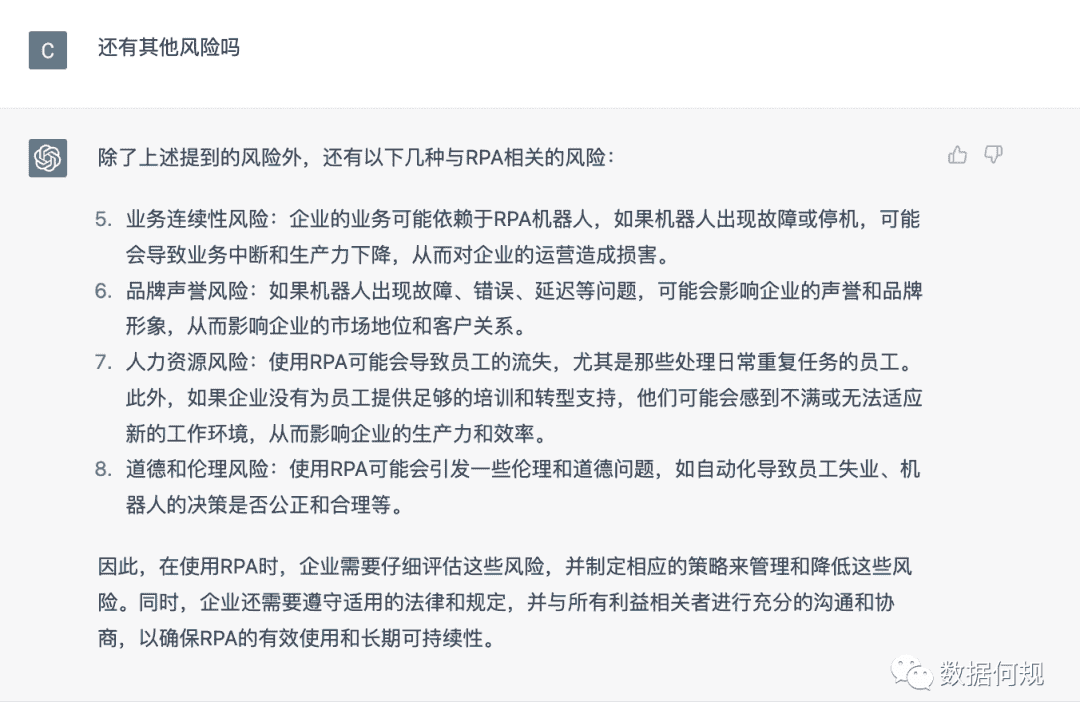 C
还有其他风险吗
除了上述提到的风险外，还有以下几种与RPA相关的风险：
5. 业务连续性风险：企业的业务可能依赖于RPA机器人，如果机器人出现故障或停机，可能
会导致业务中断和生产力下降，从而对企业的运营造成损害。
6. 品牌声誉风险：如果机器人出现故障、错误、延迟等问题，可能会影响企业的声誉和品牌
形象，从而影响企业的市场地位和客户关系。
7. 人力资源风险：使用RPA可能会导致员工的流失，尤其是那些处理日常重复任务的员工。
此外，如果企业没有为员工提供足够的培训和转型支持，他们可能会感到不满或无法适应
新的工作环境，从而影响企业的生产力和效率。
8. 道德和伦理风险：使用RPA可能会引发一些伦理和道德问题，如自动化导致员工失业、机
器人的决策是否公正和合理等。
因此，在使用RPA时，企业需要仔细评估这些风险，并制定相应的策略来管理和降低这些风
险。同时，企业还需要遵守适用的法律和规定，并与所有利益相关者进行充分的沟通和协
商，以确保RPA的有效使用和长期可持续性。
数据何规